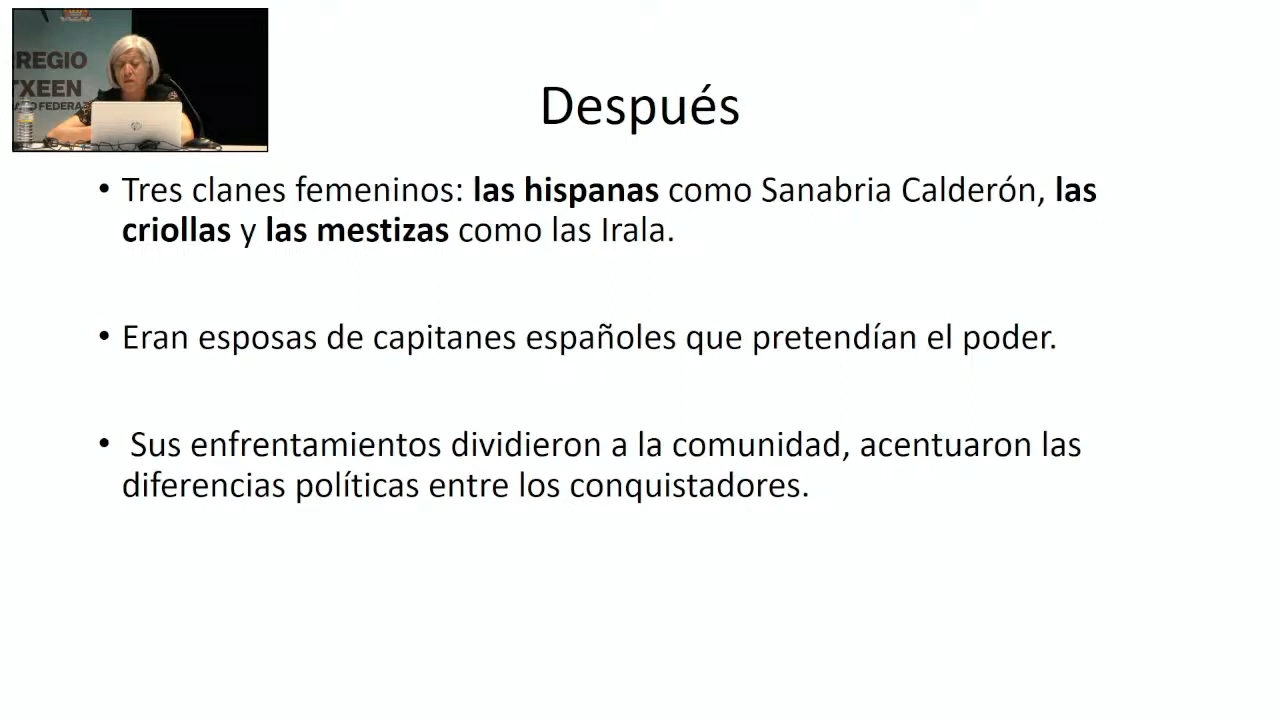 REGIO
TXEEN
Después
• Tres clanes femeninos: las hispanas como Sanabria Calderón, las
criollas y las mestizas como las Irala.
• Eran esposas de capitanes españoles que pretendían el poder.
• Sus enfrentamientos dividieron a la comunidad, acentuaron las
diferencias políticas entre los conquistadores.